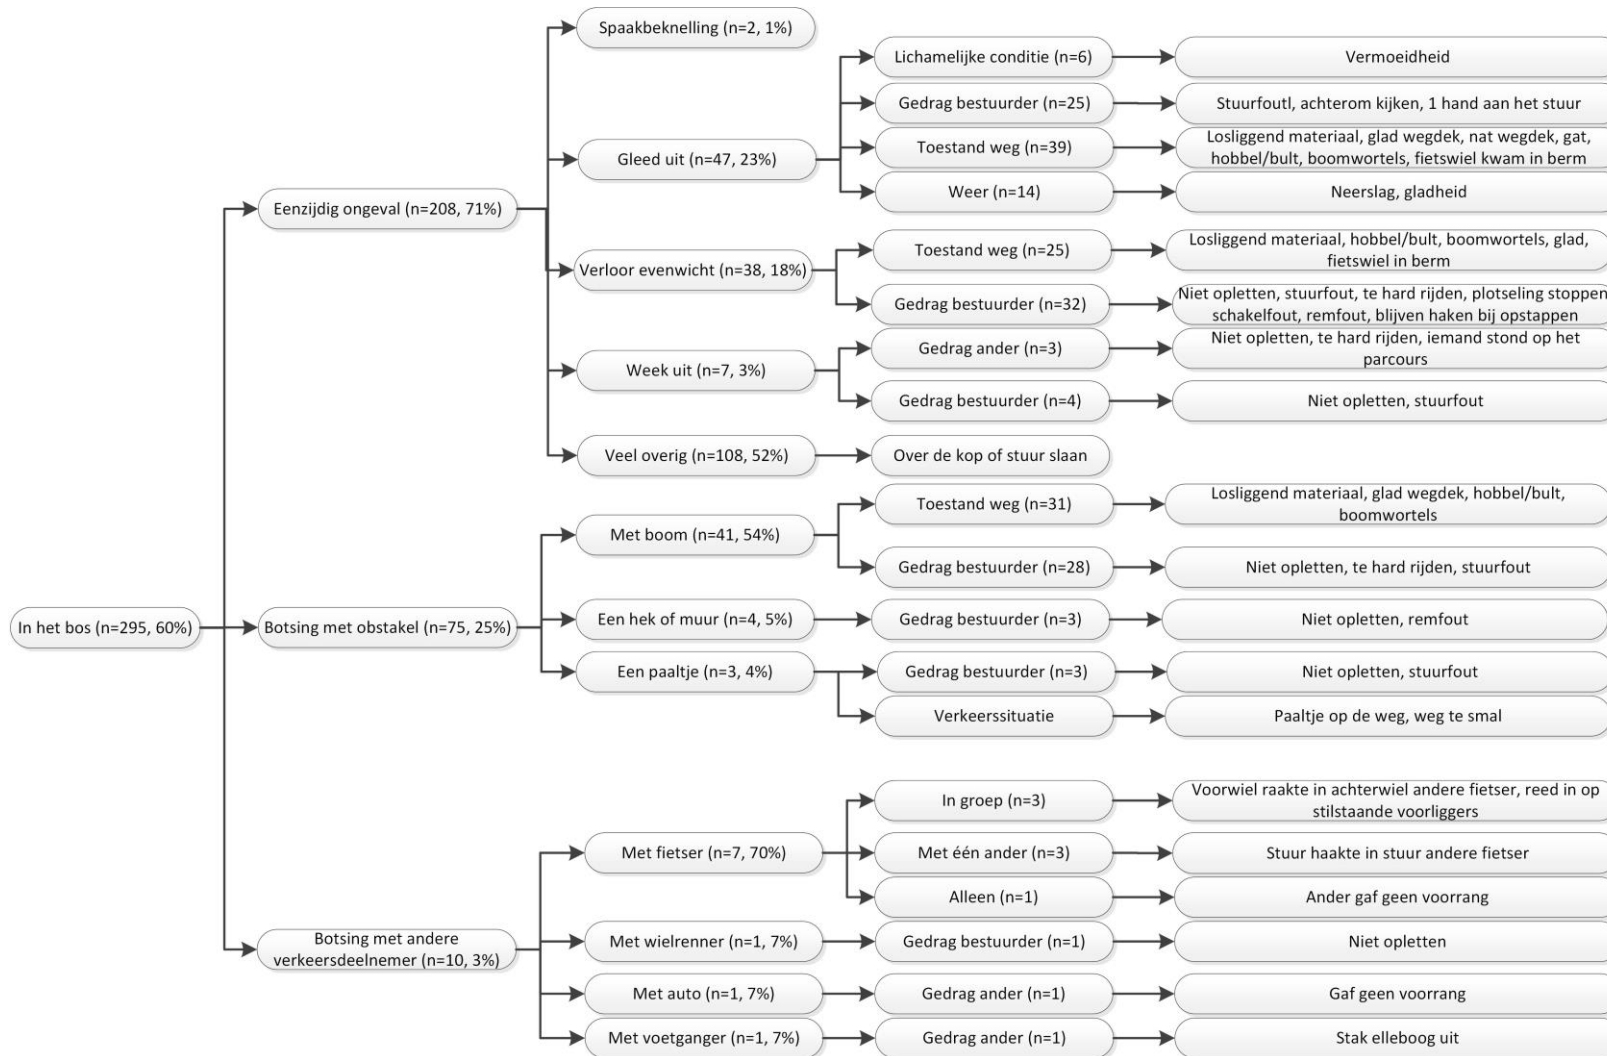 In het bos (n=295, 60%)
Eenzijdig ongeval (n=208, 71%)
Spaakbeknelling (n=2, 1%)
Gleed uit (n=47, 23%)
Lichamelijke conditie (n=6)
Vermoeidheid
Gedrag bestuurder (n=25)
Stuurfoutl, achterom kijken, 1 hand aan het stuur
Toestand weg (n=39)
Losliggend materiaal, glad wegdek, nat wegdek, gat,
hobbel/bult, boomwortels, fietswiel kwam in berm
Weer (n=14)
Neerslag, gladheid
Verloor evenwicht (n=38, 18%)
Toestand weg (n=25)
Losliggend materiaal, hobbel/bult, boomwortels, glad,
fietswiel in berm
Gedrag bestuurder (n=32)
Niet opletten, stuurfout, te hard rijden, plotseling stoppen
schakelfout, remfout, blijven haken bij opstappen
Week uit (n=7, 3%)
Gedrag ander (n=3)
Niet opletten, te hard rijden, iemand stond op het
parcours
Gedrag bestuurder (n=4)
Niet opletten, stuurfout
Veel overig (n=108, 52%)
Over de kop of stuur slaan
Botsing met obstakel (n=75, 25%)
Met boom (n=41, 54%)
Toestand weg (n=31)
Losliggend materiaal, glad wegdek, hobbel/bult,
boomwortels
Gedrag bestuurder (n=28)
Niet opletten, te hard rijden, stuurfout
Een hek of muur (n=4, 5%)
Gedrag bestuurder (n=3)
Niet opletten, remfout
Een paaltje (n=3, 4%)
Gedrag bestuurder (n=3)
Niet opletten, stuurfout
Verkeerssituatie
Paaltje op de weg, weg te smal
Botsing met andere
verkeersdeelnemer (n=10, 3%)
Met fietser (n=7, 70%)
In groep (n=3)
Voorwiel raakte in achterwiel andere fietser, reed in op
stilstaande voorliggers
Met één ander (n=3)
Stuur haakte in stuur andere fietser
Alleen (n=1)
Ander gaf geen voorrang
Met wielrenner (n=1, 7%)
Gedrag bestuurder (n=1)
Niet opletten
Met auto (n=1, 7%)
Gedrag ander (n=1)
Gaf geen voorrang
Met voetganger (n=1, 7%)
Gedrag ander (n=1)
Stak elleboog uit